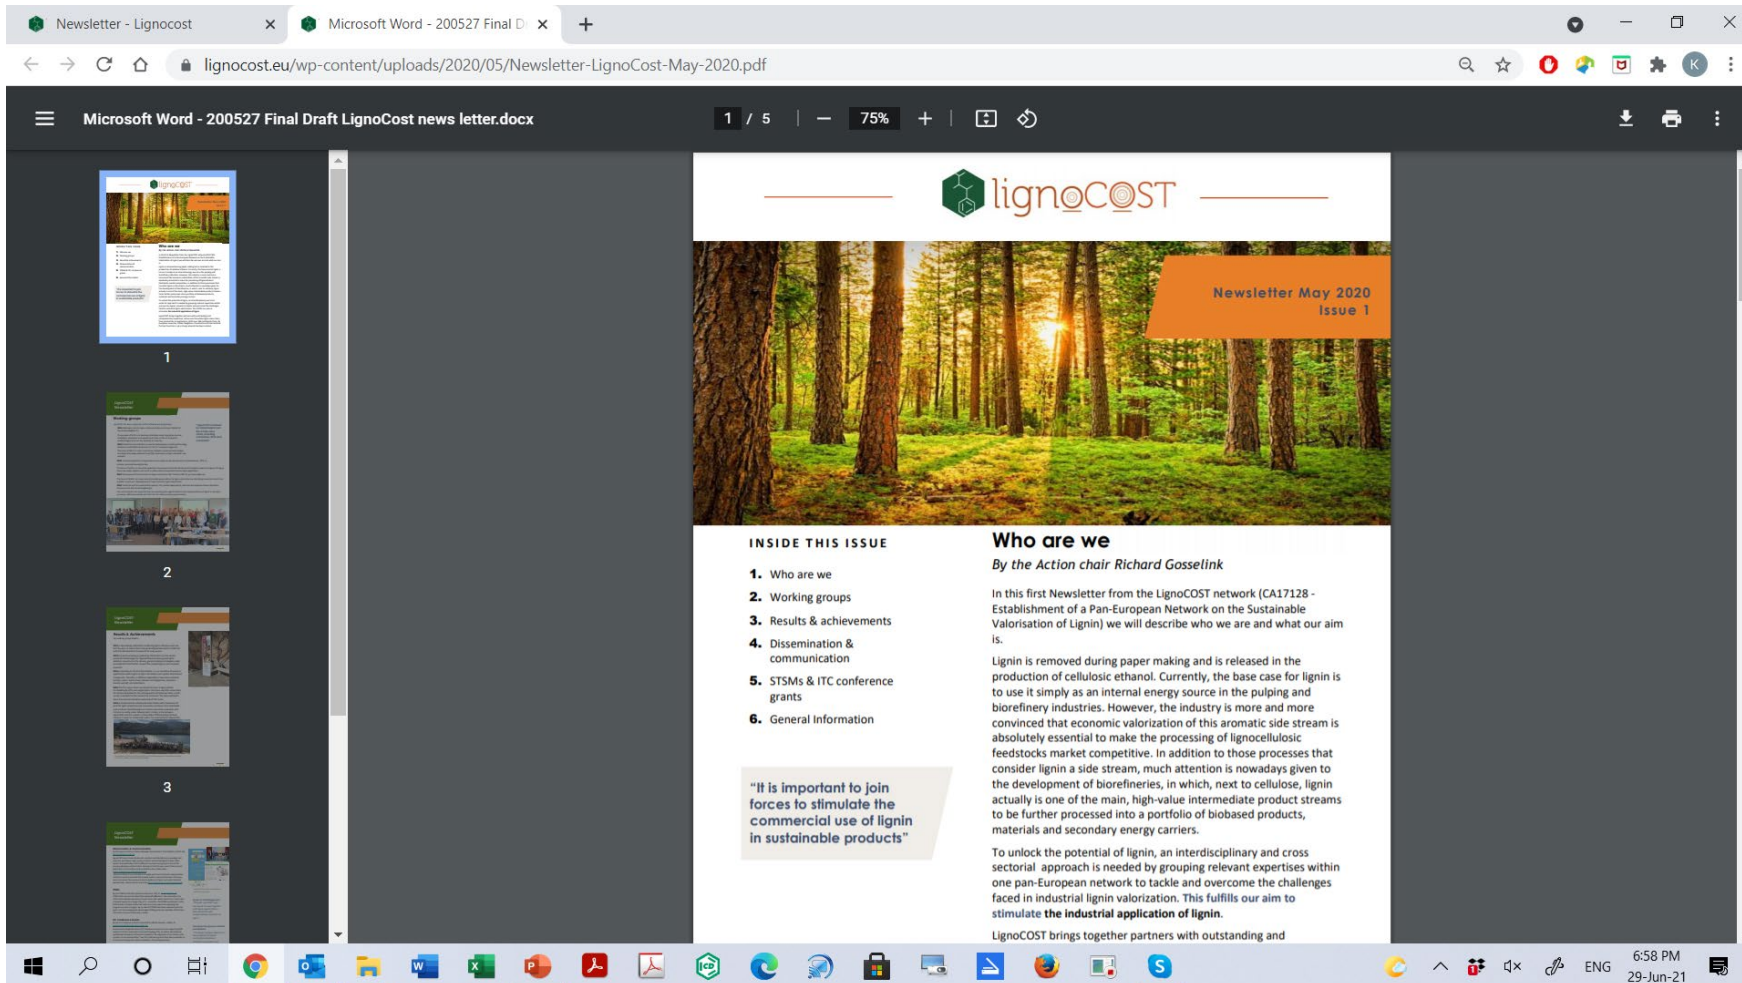 Newsletter - Lignocost
Microsoft Word - 200527 Final D
lignocost.eu/wp-content/uploads/2020/05/Newsletter-LignoCost-May-2020.pdf
K
Microsoft Word - 200527 Final Draft LignoCost news letter.docx
1 / 5
75%
1
2
3
lignoCOST
Newsletter May 2020
Issue 1
INSIDE THIS ISSUE
1. Who are we
2. Working groups
3. Results & achievements
4. Dissemination &
communication
5. STSMs & ITC conference
grants
6. General Information
"It is important to join
forces to stimulate the
commercial use of lignin
in sustainable products"
Who are we
By the Action chair Richard Gosselink
In this first Newsletter from the LignoCOST network (CA17128 -
Establishment of a Pan-European Network on the Sustainable
Valorisation of Lignin) we will describe who we are and what our aim
is.
Lignin is removed during paper making and is released in the
production of cellulosic ethanol. Currently, the base case for lignin is
to use it simply as an internal energy source in the pulping and
biorefinery industries. However, the industry is more and more
convinced that economic valorization of this aromatic side stream is
absolutely essential to make the processing of lignocellulosic
feedstocks market competitive. In addition to those processes that
consider lignin a side stream, much attention is nowadays given to
the development of biorefineries, in which, next to cellulose, lignin
actually is one of the main, high-value intermediate product streams
to be further processed into a portfolio of biobased products,
materials and secondary energy carriers.
To unlock the potential of lignin, an interdisciplinary and cross
sectorial approach is needed by grouping relevant expertises within
one pan-European network to tackle and overcome the challenges
faced in industrial lignin valorization. This fulfills our aim to
stimulate the industrial application of lignin.
LignoCOST brings together partners with outstanding and
ENG
6:58 PM
29-Jun-21